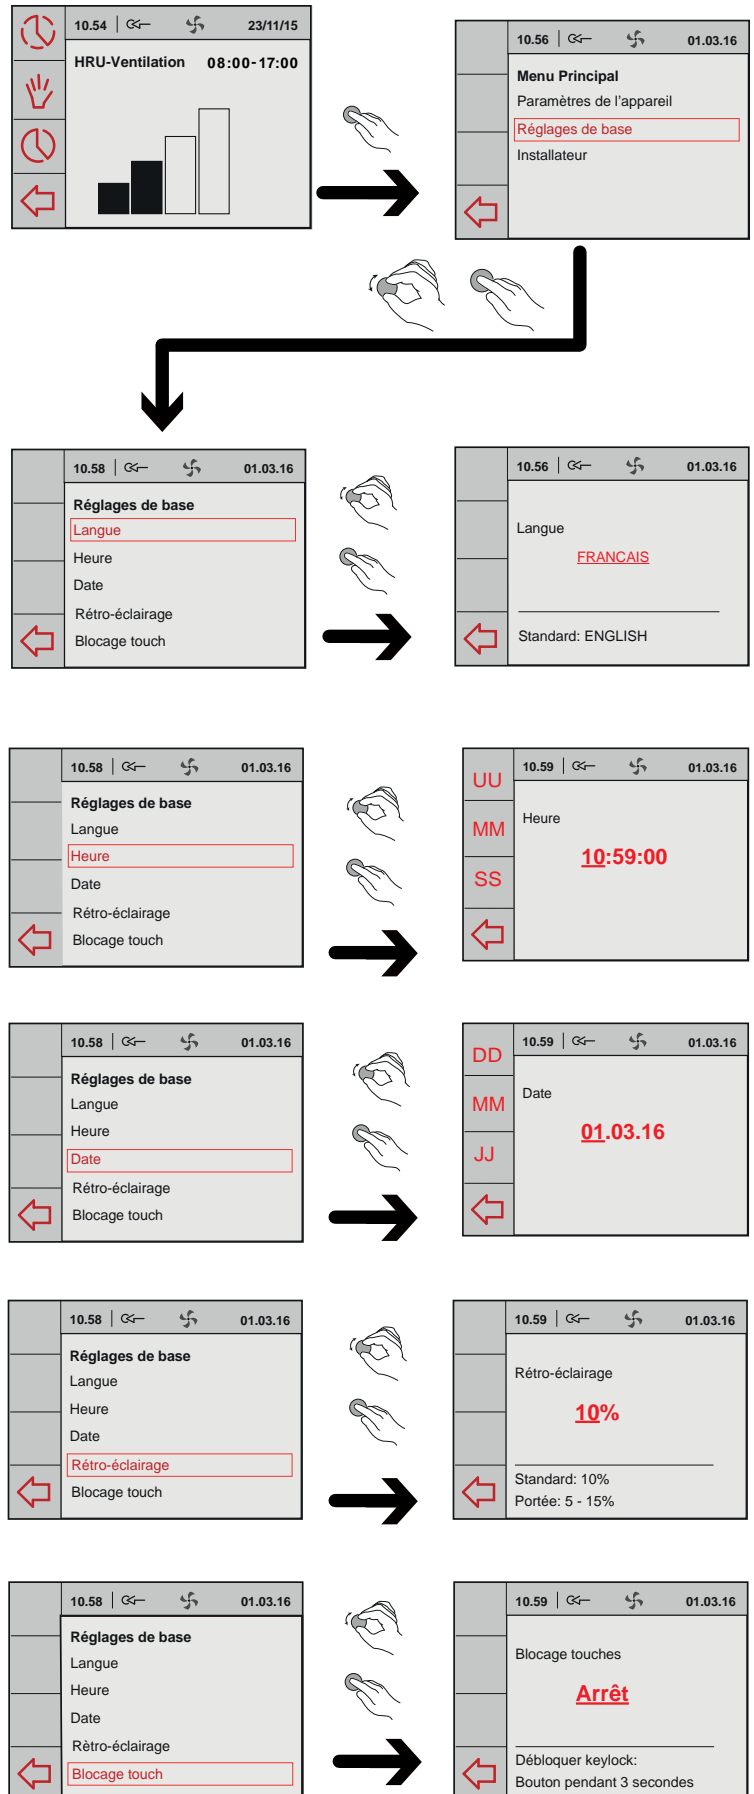 10.54 23/11/15
HRU-Ventilation 08:00-17:00
10.56 01.03.16
Menu Principal
Paramètres de l'appareil
Réglages de base
Installateur
10.58 01.03.16
Réglages de base
Langue
Heure
Date
Rétro-éclairage
Blocage touch
10.56 01.03.16
Langue
FRANCAIS
Standard: ENGLISH
10.58 01.03.16
Réglages de base
Langue
Heure
Date
Rétro-éclairage
Blocage touch
UU
MM
SS
10.59 01.03.16
Heure
10:59:00
10.58 01.03.16
Réglages de base
Langue
Heure
Date
Rétro-éclairage
Blocage touch
DD
MM
JJ
10.59 01.03.16
Date
01.03.16
10.58 01.03.16
Réglages de base
Langue
Heure
Date
Rétro-éclairage
Blocage touch
10.59 01.03.16
Rétro-éclairage
10%
Standard: 10%
Portée: 5 - 15%
10.58 01.03.16
Réglages de base
Langue
Heure
Date
Rètro-éclairage
Blocage touch
10.59 01.03.16
Blocage touches
Arrêt
Débloquer keylock:
Bouton pendant 3 secondes